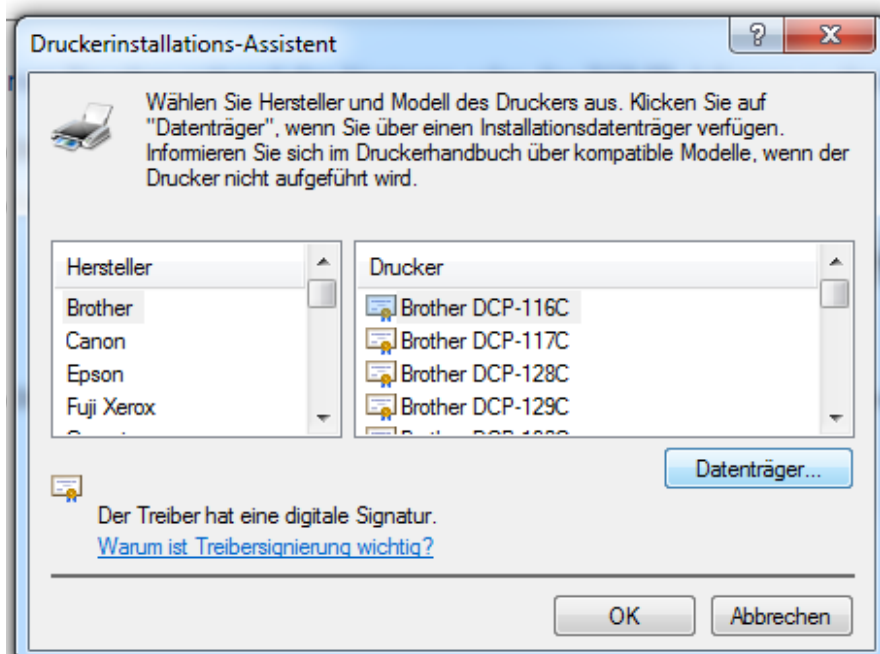 Druckerinstallations-Assistent
Wählen Sie Hersteller und Modell des Druckers aus. Klicken Sie auf
"Datenträger", wenn Sie über einen Installationsdatenträger verfügen.
Informieren Sie sich im Druckerhandbuch über kompatible Modelle, wenn der
Drucker nicht aufgeführt wird.
Hersteller
Brother
Canon
Epson
Fuji Xerox
Drucker
Brother DCP-116C
Brother DCP-117C
Brother DCP-128C
Brother DCP-129C
Datenträger...
Der Treiber hat eine digitale Signatur.
Warum ist Treibersignierung wichtig?
OK
Abbrechen